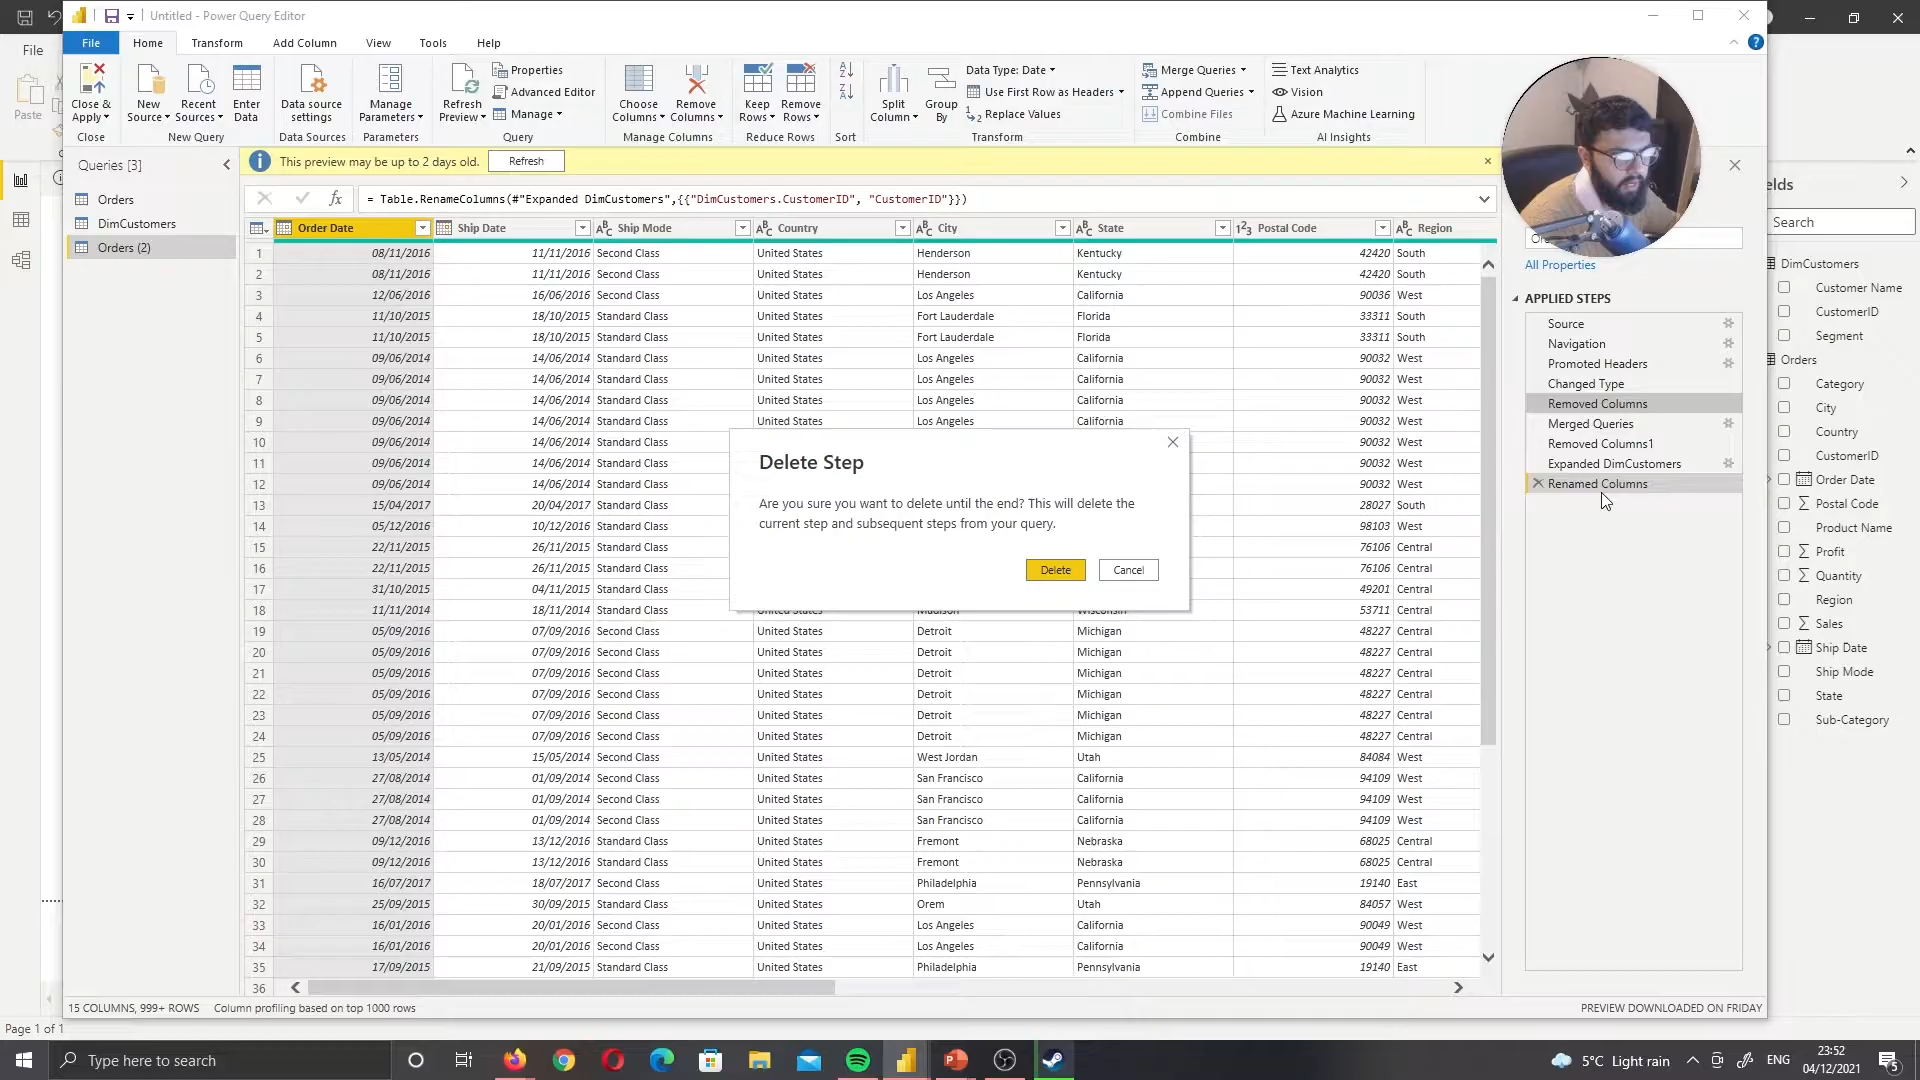 Untitled - Power Query Editor
File
File Home Transform Add Column View Tools Help
Paste
Close &
Apply
New
Source
Recent
Sources
Enter
Data
Data source
settings
Manage
Parameters
Refresh
Preview
Properties
Advanced Editor
Manage
Choose
Columns
Remove
Columns
Keep
Rows
Remove
Rows
Split
Column
Group
By
Data Type: Date
Use First Row as Headers
Replace Values
Merge Queries
Append Queries
Combine Files
Text Analytics
Vision
Azure Machine Learning
Close New Query Data Sources Parameters Query Manage Columns Reduce Rows Sort Transform Combine AI Insights
Queries [3]
Orders
DimCustomers
Orders (2)
This preview may be up to 2 days old. Refresh
= Table.RenameColumns(#"Expanded DimCustomers",{{"DimCustomers.CustomerID", "CustomerID"}})
Order Date Ship Date Ship Mode Country City State Postal Code Region
1 08/11/2016 11/11/2016 Second Class United States Henderson Kentucky 42420 South
2 08/11/2016 11/11/2016 Second Class United States Henderson Kentucky 42420 South
3 12/06/2016 16/06/2016 Second Class United States Los Angeles California 90036 West
4 11/10/2015 18/10/2015 Standard Class United States Fort Lauderdale Florida 33311 South
5 11/10/2015 18/10/2015 Standard Class United States Fort Lauderdale Florida 33311 South
6 09/06/2014 14/06/2014 Standard Class United States Los Angeles California 90032 West
7 09/06/2014 14/06/2014 Standard Class United States Los Angeles California 90032 West
8 09/06/2014 14/06/2014 Standard Class United States Los Angeles California 90032 West
9 09/06/2014 14/06/2014 Standard Class United States Los Angeles California 90032 West
10 09/06/2014 14/06/2014 Standard Class 90032 West
11 09/06/2014 14/06/2014 Standard Class 90032 West
12 09/06/2014 14/06/2014 Standard Class 90032 West
13 15/04/2017 20/04/2017 Standard Class 28027 South
14 05/12/2016 10/12/2016 Standard Class 98103 West
15 22/11/2015 26/11/2015 Standard Class 76106 Central
16 22/11/2015 26/11/2015 Standard Class 76106 Central
17 31/10/2015 04/11/2015 Standard Class 49201 Central
18 11/11/2014 18/11/2014 Standard Class United States Madison Wisconsin 53711 Central
19 05/09/2016 07/09/2016 Second Class United States Detroit Michigan 48227 Central
20 05/09/2016 07/09/2016 Second Class United States Detroit Michigan 48227 Central
21 05/09/2016 07/09/2016 Second Class United States Detroit Michigan 48227 Central
22 05/09/2016 07/09/2016 Second Class United States Detroit Michigan 48227 Central
23 05/09/2016 07/09/2016 Second Class United States Detroit Michigan 48227 Central
24 05/09/2016 07/09/2016 Second Class United States Detroit Michigan 48227 Central
25 13/05/2014 15/05/2014 Second Class United States West Jordan Utah 84084 West
26 27/08/2014 01/09/2014 Second Class United States San Francisco California 94109 West
27 27/08/2014 01/09/2014 Second Class United States San Francisco California 94109 West
28 27/08/2014 01/09/2014 Second Class United States San Francisco California 94109 West
29 09/12/2016 13/12/2016 Standard Class United States Fremont Nebraska 68025 Central
30 09/12/2016 13/12/2016 Standard Class United States Fremont Nebraska 68025 Central
31 16/07/2017 18/07/2017 Second Class United States Philadelphia Pennsylvania 19140 East
32 25/09/2015 30/09/2015 Standard Class United States Orem Utah 84057 West
33 16/01/2016 20/01/2016 Second Class United States Los Angeles California 90049 West
34 16/01/2016 20/01/2016 Second Class United States Los Angeles California 90049 West
35 17/09/2015 21/09/2015 Standard Class United States Philadelphia Pennsylvania 19140 East
36
Delete Step
Are you sure you want to delete until the end? This will delete the
current step and subsequent steps from your query.
Delete Cancel
All Properties
APPLIED STEPS
Source
Navigation
Promoted Headers
Changed Type
Removed Columns
Merged Queries
Removed Columns1
Expanded DimCustomers
Renamed Columns
elds
Search
DimCustomers
Customer Name
CustomerID
Segment
Orders
Category
City
Country
CustomerID
Order Date
Postal Code
Product Name
Profit
Quantity
Region
Sales
Ship Date
Ship Mode
State
Sub-Category
15 COLUMNS, 999+ ROWS Column profiling based on top 1000 rows
PREVIEW DOWNLOADED ON FRIDAY
Page 1 of 1
Type here to search
5°C Light rain
ENG
23:52
04/12/2021
5